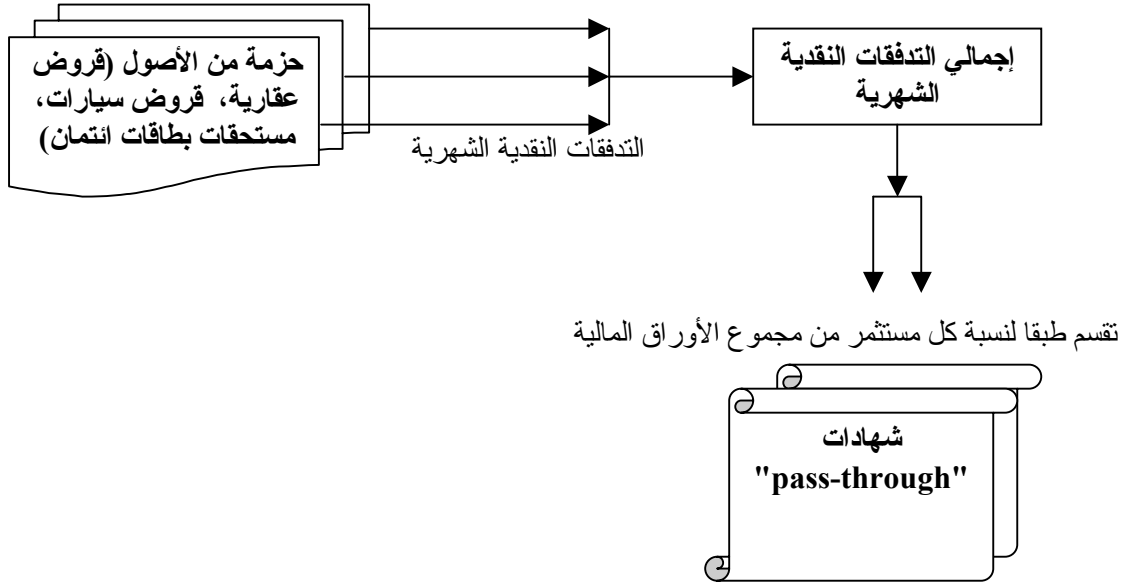 حزمة من الأصول (قروض
عقارية، قروض سيارات،
مستحقات بطاقات ائتمان)
التدفقات النقدية الشهرية
إجمالي التدفقات النقدية
الشهرية
تقسم طبقا لنسبة كل مستثمر من مجموع الأوراق المالية
شهادات
"pass-through"